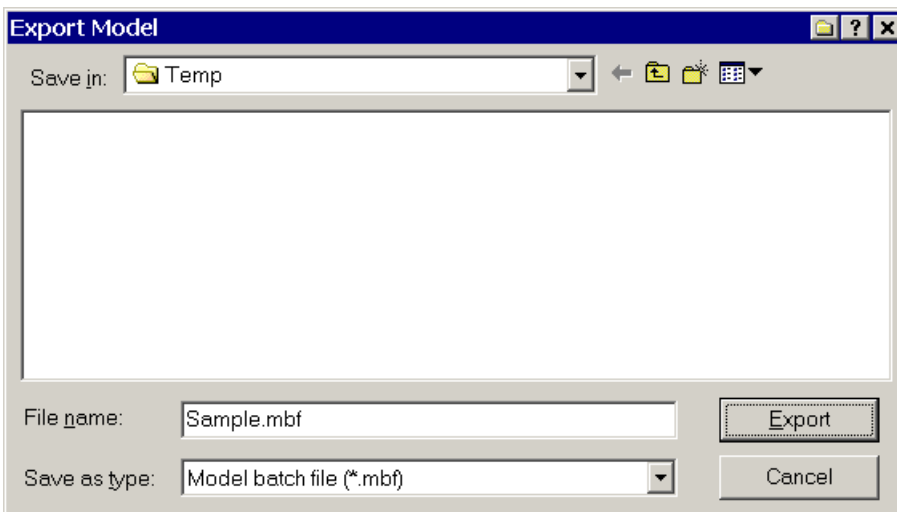 Export Model
?
Save in:
Temp
File name:
Sample.mbf
Export
Save as type:
Model batch file (*.mbf)
Cancel